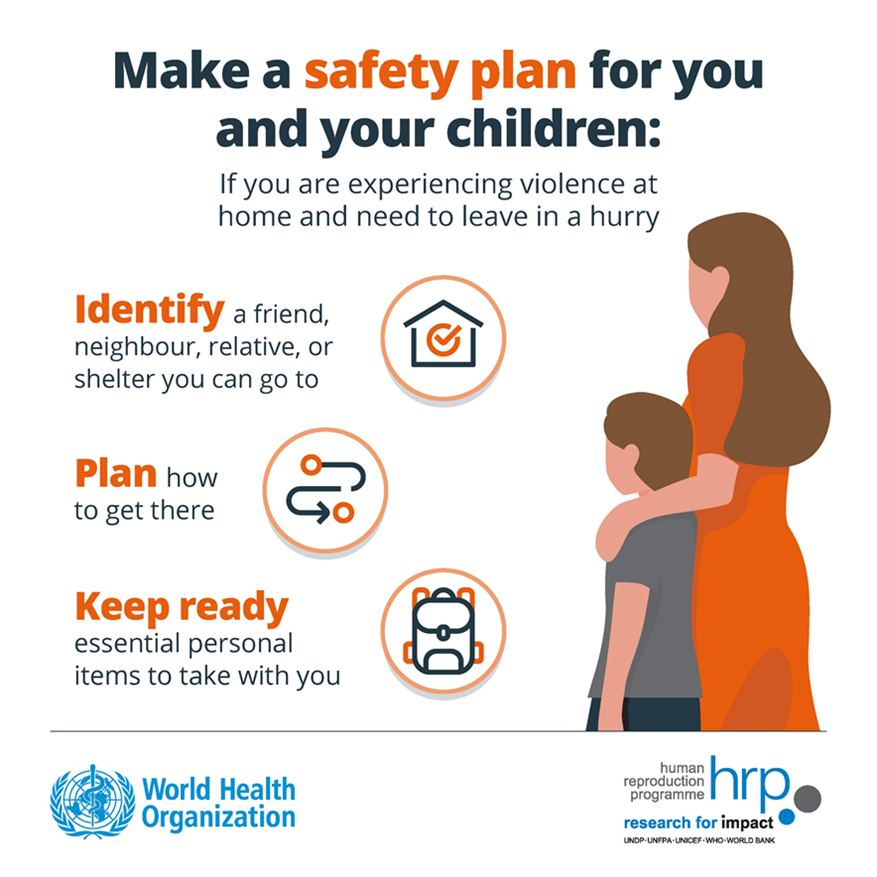 Make a safety plan for you
and your children:
If you are experiencing violence at
home and need to leave in a hurry
Identify a friend,
neighbour, relative, or
shelter you can go to
Plan how
to get there
Keep ready
essential personal
items to take with you
World Health
Organization
human
reproduction
programme
hrp
research for impact
UNDP·UNFPA·UNICEF·WHO·WORLD BANK